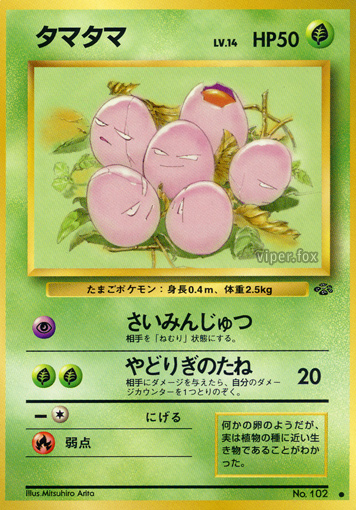 タマタマ LV.14 HP50
viper.fox
たまごポケモン：身長0.4m、体重2.5kg
さいみんじゅつ
相手を「ねむり」状態にする。
やどりぎのたね 20
相手にダメージを与えたら、自分のダメー
ジカウンターを1つとりのぞく。
にげる
弱点
何かの卵のようだが、
実は植物の種に近い生
き物であることがわか
った。
Illus.Mitsuhiro Arita
No. 102